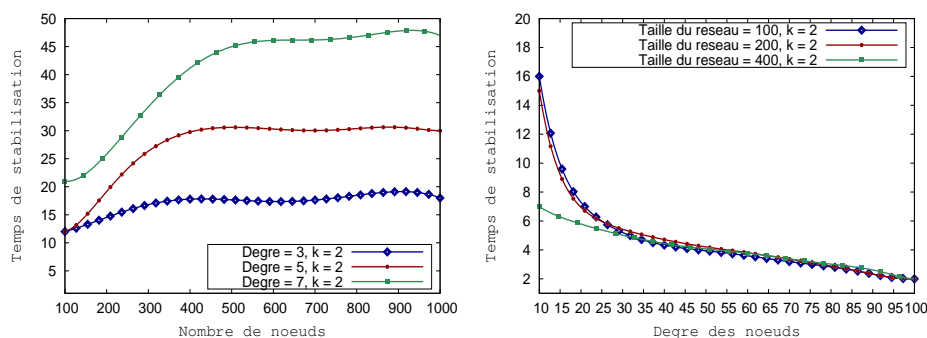 Temps de stabilisation
50
45
40
35
30
25
20
15
10
5
100 200 300 400 500 600 700 800 900 1000
Nombre de noeuds
Degre = 3, k = 2
Degre = 5, k = 2
Degre = 7, k = 2
Temps de stabilisation
20
18
16
14
12
10
8
6
4
2
10 15 20 25 30 35 40 45 50 55 60 65 70 75 80 85 90 95 100
Degre des noeuds
Taille du reseau = 100, k = 2
Taille du reseau = 200, k = 2
Taille du reseau = 400, k = 2